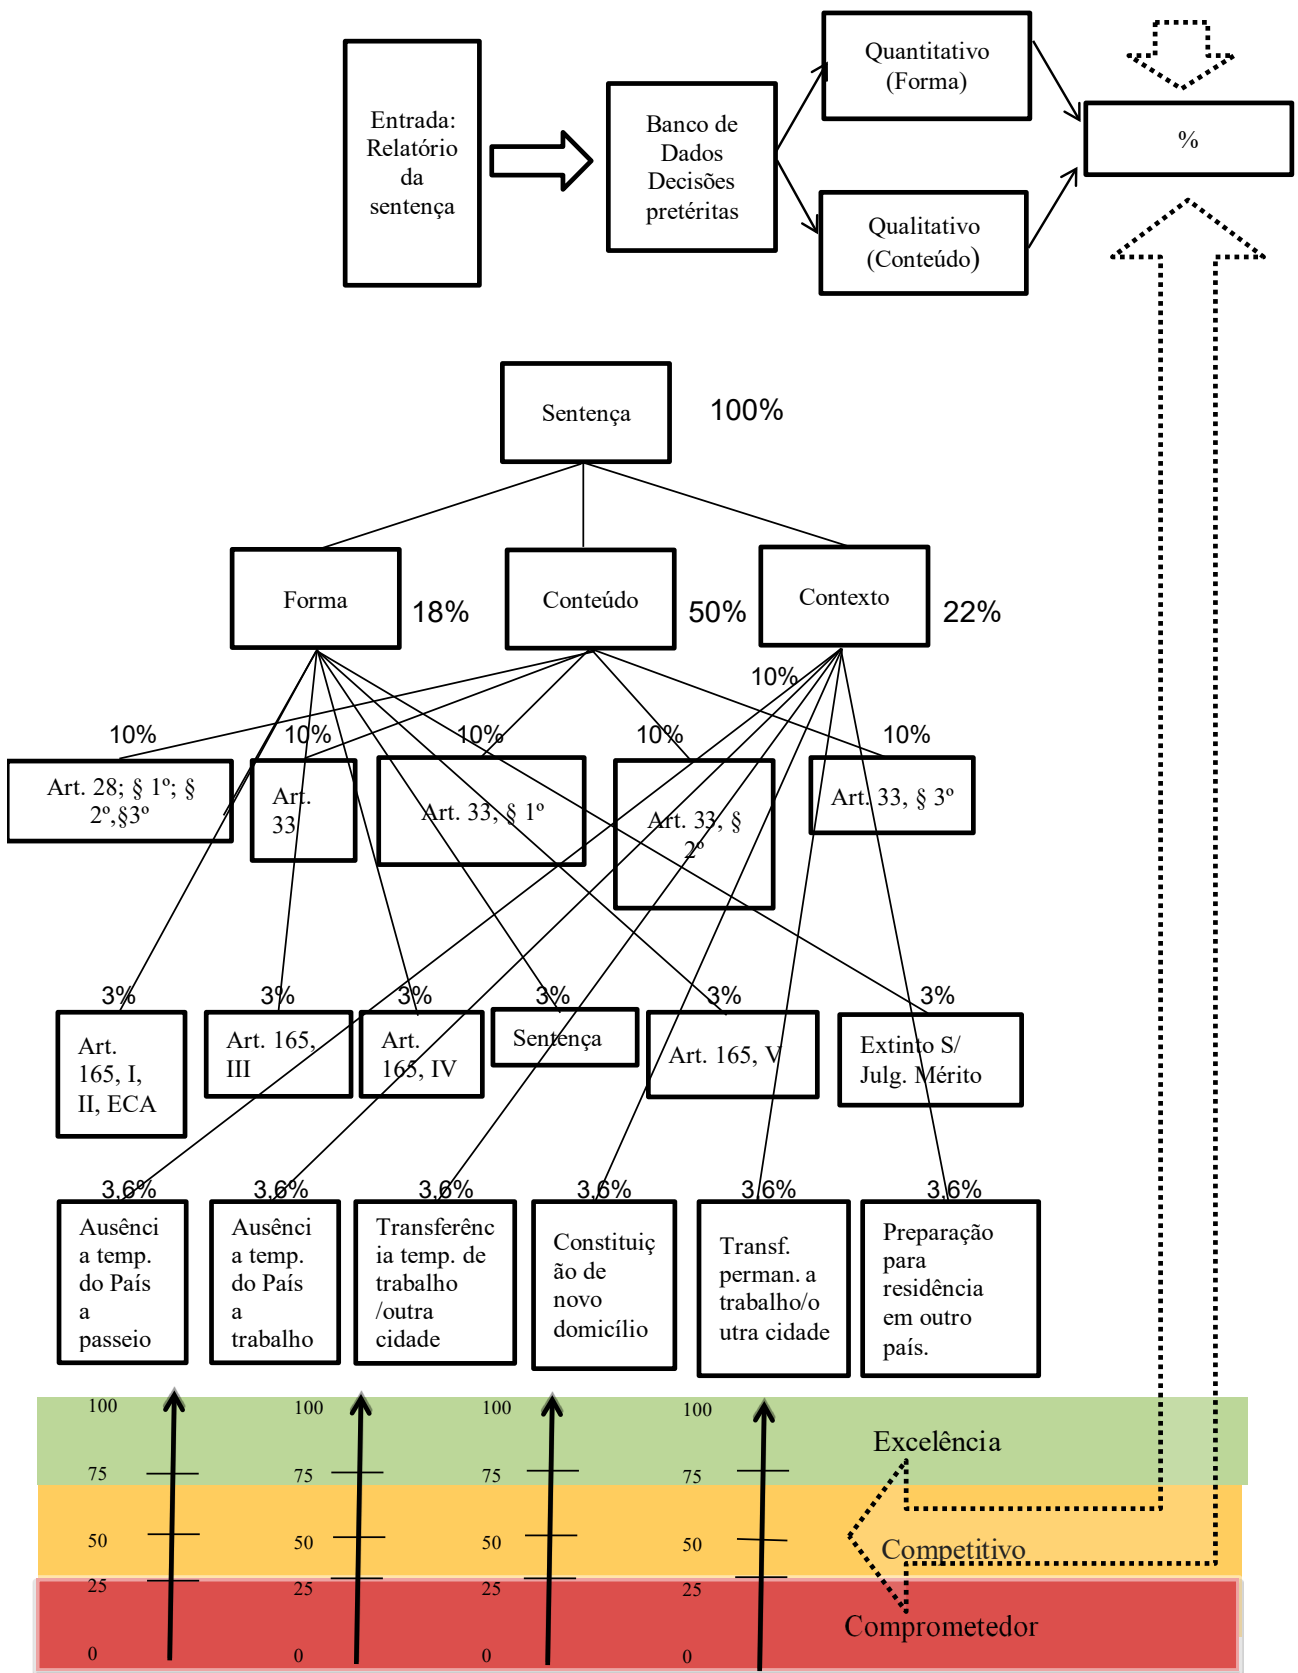 Entrada:
Relatório
da
sentença
Banco de
Dados
Decisões
pretéritas
Quantitativo
(Forma)
Qualitativo
(Conteúdo)
%
Sentença
100%
Forma
18%
Conteúdo
50%
Contexto
22%
10%
10%
10%
10%
10%
10%
Art. 28; § 1º; §
2º,§3º
Art.
33
Art. 33, § 1º
Art. 33, §
2º
Art. 33, § 3º
3%
3%
3%
3%
3%
3%
Art.
165, I,
II, ECA
Art. 165,
III
Art.
165, IV
Sentença
Art. 165, V
Extinto S/
Julg. Mérito
3,6%
3,6%
3,6%
3,6%
3,6%
3,6%
Ausênci
a temp.
do País
a
passeio
Ausênci
a temp.
do País
a
trabalho
Transferênc
ia temp. de
trabalho
/outra
cidade
Constituiç
ão de
novo
domicílio
Transf.
perman. a
trabalho/o
utra cidade
Preparação
para
residência
em outro
país.
100
75
50
25
0
100
75
50
25
0
100
75
50
25
0
100
75
50
25
0
Excelência
Competitivo
Comprometedor